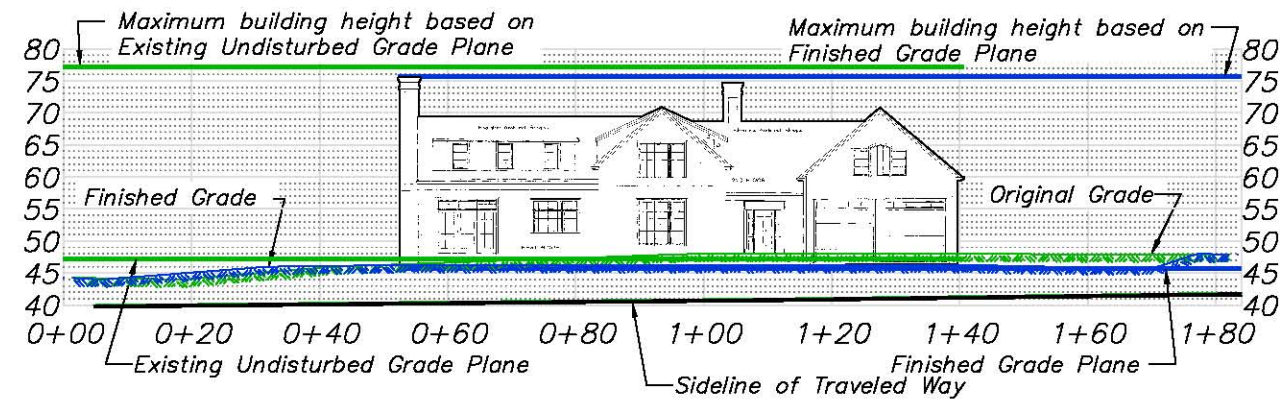 Maximum building height based on
Existing Undisturbed Grade Plane
Maximum building height based on
Finished Grade Plane
80
75
70
65
60
55
50
45
40
80
75
70
65
60
55
50
45
40
Finished Grade
Original Grade
0+00 0+20 0+40 0+60 0+80 1+00 1+20 1+40 1+60 1+80
Existing Undisturbed Grade Plane
Finished Grade Plane
Sideline of Traveled Way